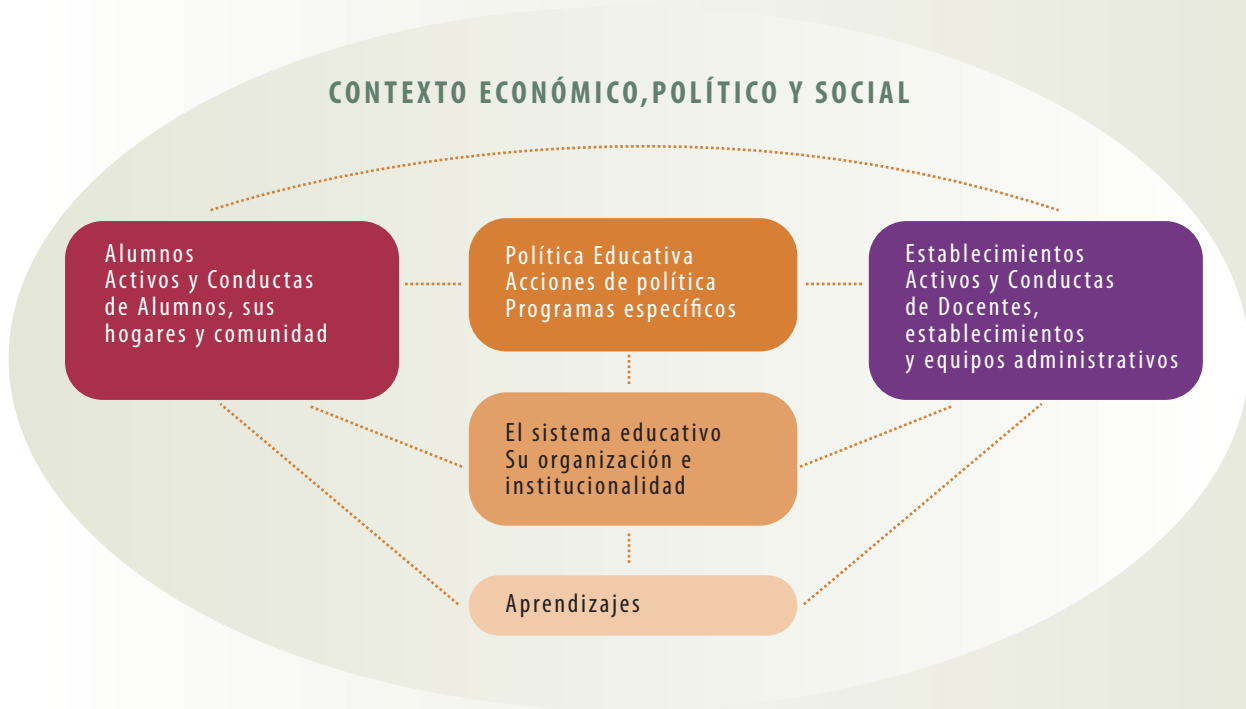 CONTEXTO ECONÓMICO,POLÍTICO Y SOCIAL
Alumnos
Activos y Conductas
de Alumnos, sus
hogares y comunidad
Política Educativa
Acciones de política
Programas específicos
Establecimientos
Activos y Conductas
de Docentes,
establecimientos
y equipos administrativos
El sistema educativo
Su organización e
institucionalidad
Aprendizajes